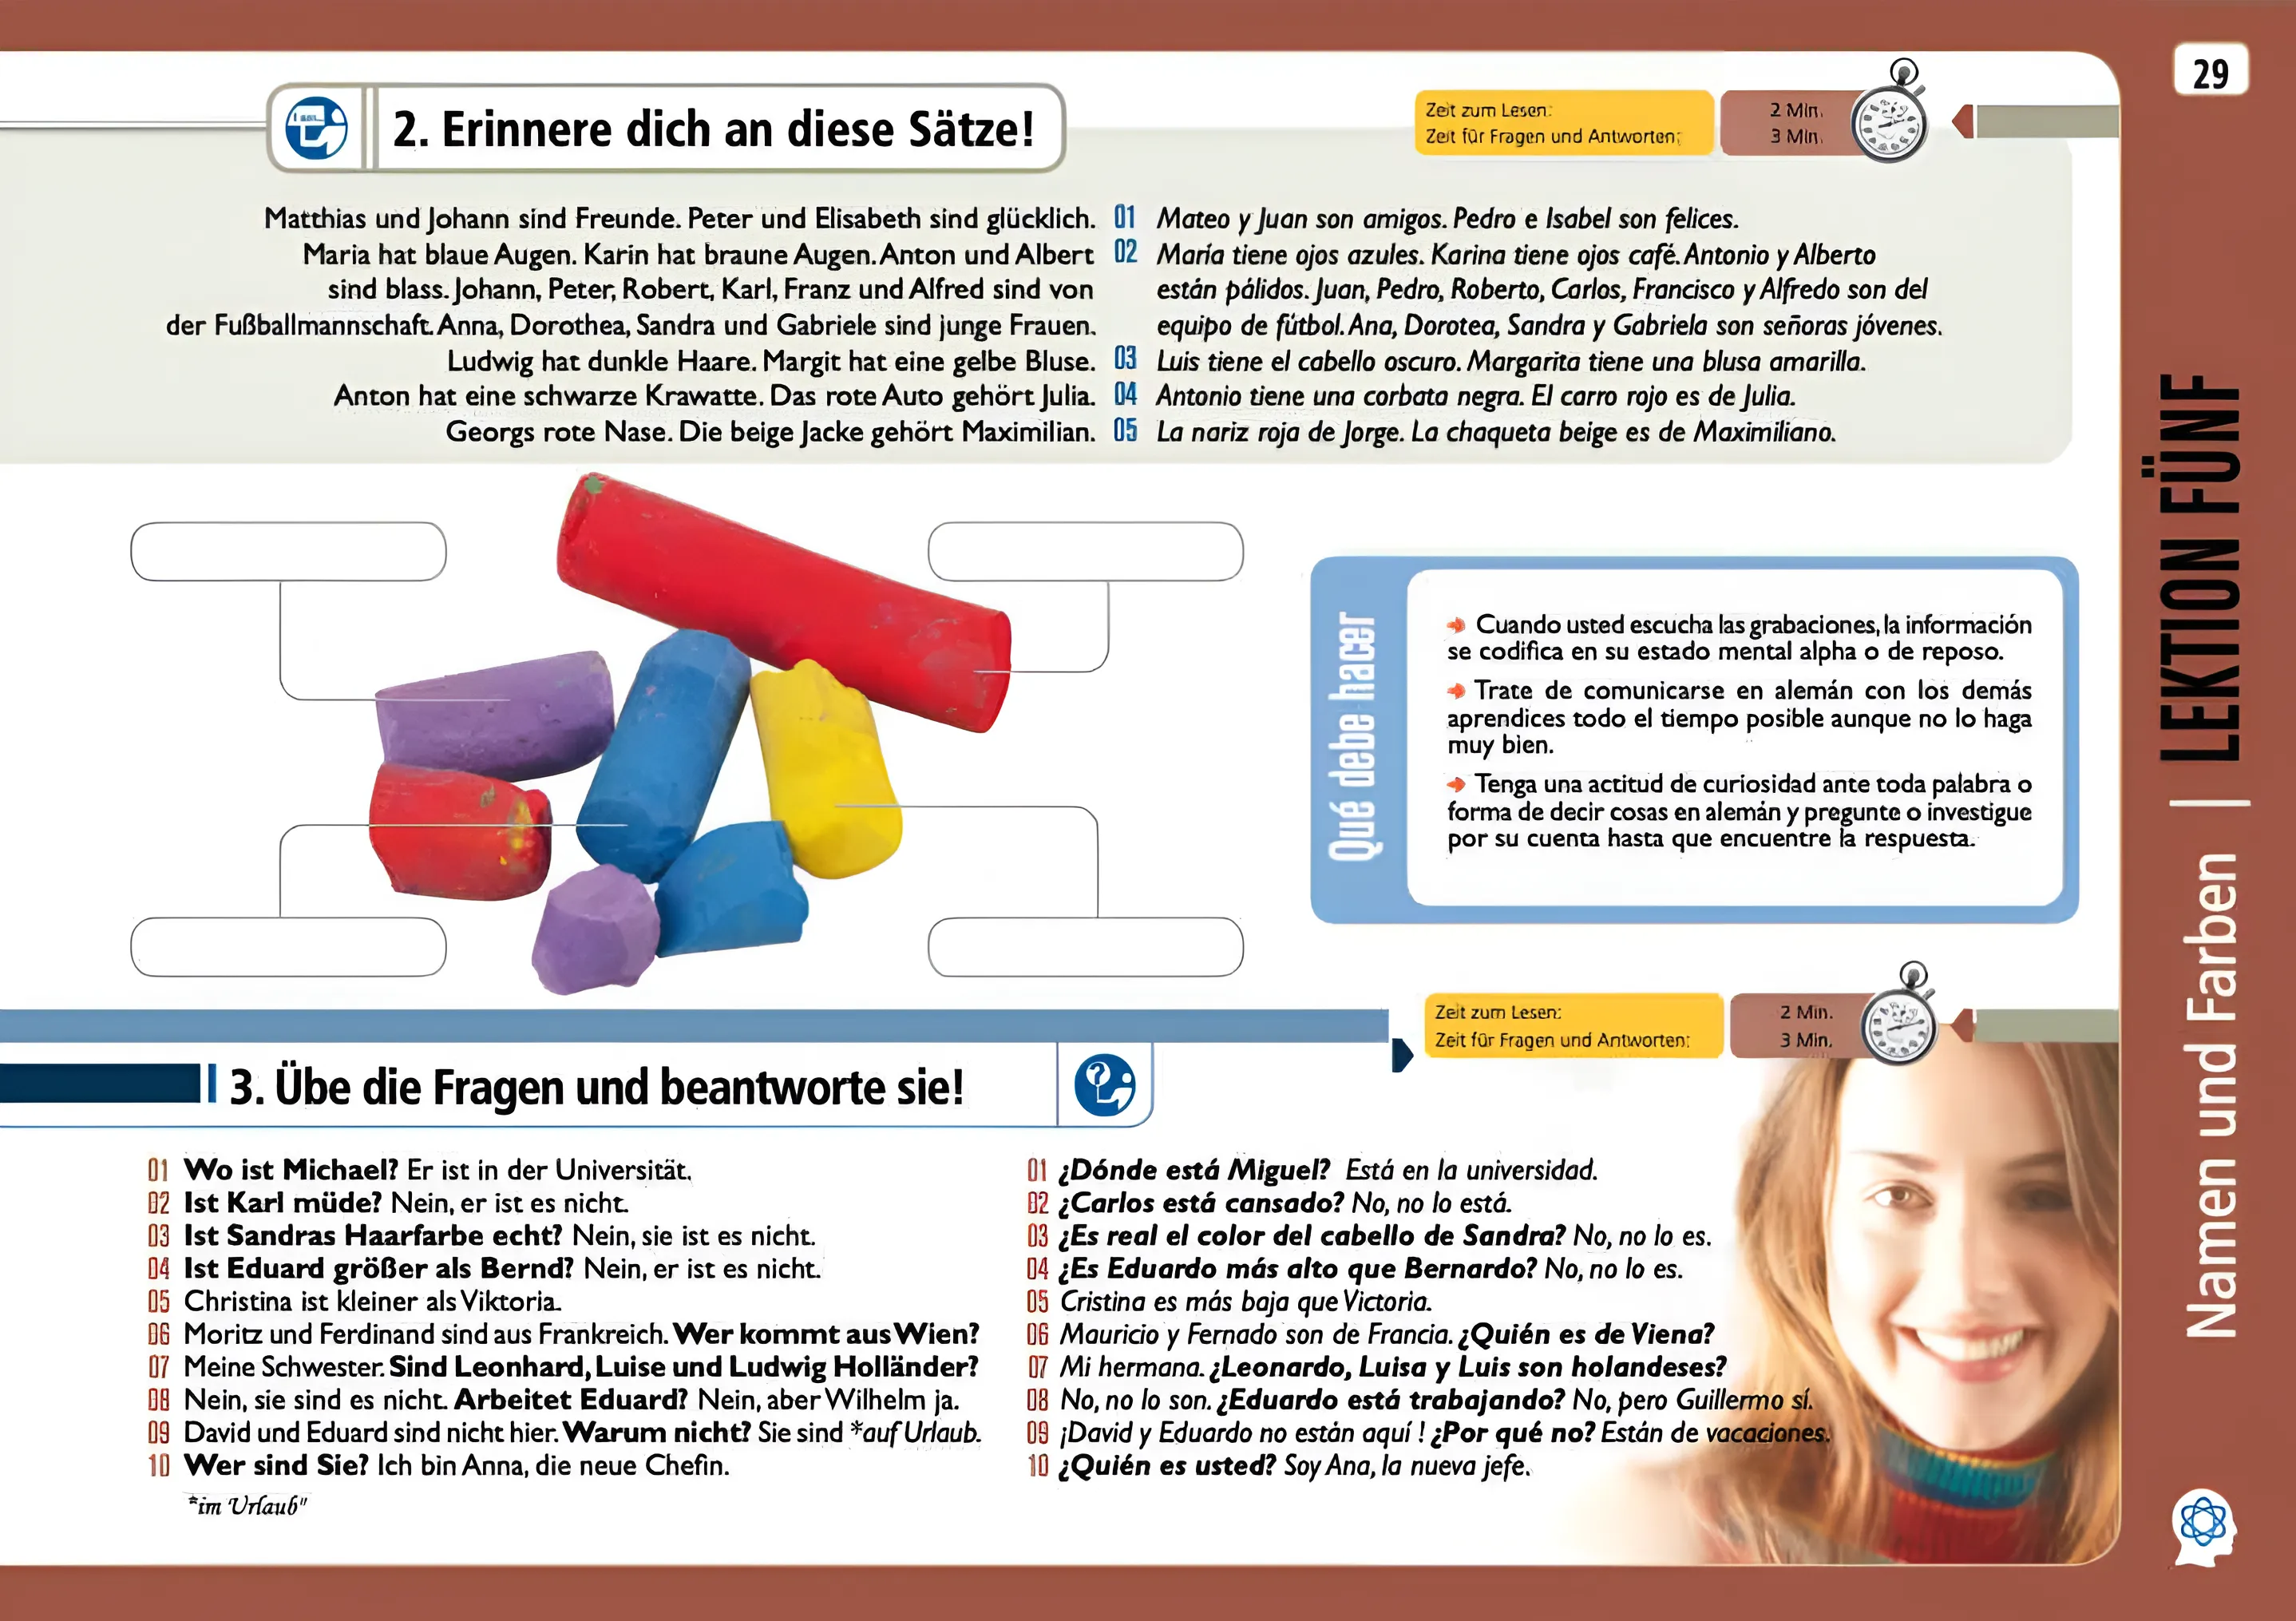 29
2. Erinnere dich an diese Sätze!
Zeit zum Lesen: 2 Min.
Zeit für Fragen und Antworten: 3 Min.
Matthias und Johann sind Freunde. Peter und Elisabeth sind glücklich. 01 Mateo y Juan son amigos. Pedro e Isabel son felices.
Maria hat blaue Augen. Karin hat braune Augen. Anton und Albert 02 María tiene ojos azules. Karina tiene ojos café. Antonio y Alberto
sind blass. Johann, Peter, Robert, Karl, Franz und Alfred sind von están pálidos. Juan, Pedro, Roberto, Carlos, Francisco y Alfredo son del
der Fußballmannschaft. Anna, Dorothea, Sandra und Gabriele sind junge Frauen. equipo de fútbol. Ana, Dorotea, Sandra y Gabriela son señoras jóvenes.
Ludwig hat dunkle Haare. Margit hat eine gelbe Bluse. 03 Luis tiene el cabello oscuro. Margarita tiene una blusa amarilla.
Anton hat eine schwarze Krawatte. Das rote Auto gehört Julia. 04 Antonio tiene una corbata negra. El carro rojo es de Julia.
Georgs rote Nase. Die beige Jacke gehört Maximilian. 05 La nariz roja de Jorge. La chaqueta beige es de Maximiliano.
Qué debe hacer
Cuando usted escucha las grabaciones, la información
se codifica en su estado mental alpha o de reposo.
Trate de comunicarse en alemán con los demás
aprendices todo el tiempo posible aunque no lo haga
muy bien.
Tenga una actitud de curiosidad ante toda palabra o
forma de decir cosas en alemán y pregunte o investigue
por su cuenta hasta que encuentre la respuesta.
Zeit zum Lesen: 2 Min.
Zeit für Fragen und Antworten: 3 Min.
3. Übe die Fragen und beantworte sie!
01 Wo ist Michael? Er ist in der Universität.
02 Ist Karl müde? Nein, er ist es nicht.
03 Ist Sandras Haarfarbe echt? Nein, sie ist es nicht.
04 Ist Eduard größer als Bernd? Nein, er ist es nicht.
05 Christina ist kleiner als Viktoria.
06 Moritz und Ferdinand sind aus Frankreich. Wer kommt aus Wien?
07 Meine Schwester. Sind Leonhard, Luise und Ludwig Holländer?
08 Nein, sie sind es nicht. Arbeitet Eduard? Nein, aber Wilhelm ja.
09 David und Eduard sind nicht hier. Warum nicht? Sie sind *auf Urlaub.
10 Wer sind Sie? Ich bin Anna, die neue Chefin.
*im Urlaub"
01 ¿Dónde está Miguel? Está en la universidad.
02 ¿Carlos está cansado? No, no lo está.
03 ¿Es real el color del cabello de Sandra? No, no lo es.
04 ¿Es Eduardo más alto que Bernardo? No, no lo es.
05 Cristina es más baja que Victoria.
06 Mauricio y Fernado son de Francia. ¿Quién es de Viena?
07 Mi hermana. ¿Leonardo, Luisa y Luis son holandeses?
08 No, no lo son. ¿Eduardo está trabajando? No, pero Guillermo sí.
09 ¡David y Eduardo no están aquí ! ¿Por qué no? Están de vacaciones.
10 ¿Quién es usted? Soy Ana, la nueva jefe.
Namen und Farben | LEKTION FÜNF